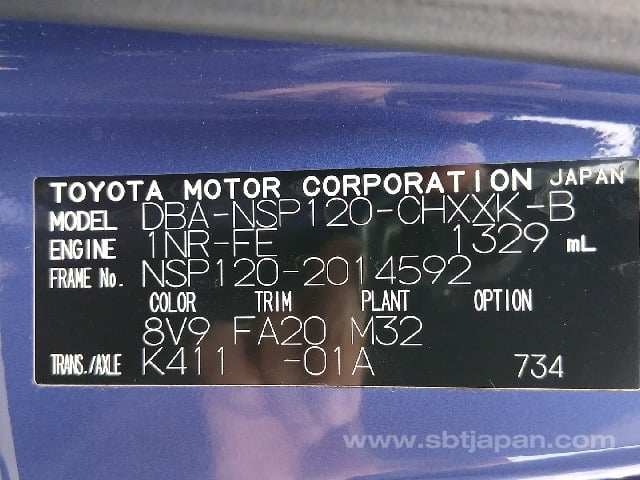 TOYOTA MOTOR CORPORATION JAPAN
MODEL DBA-NSP120-CHXXK-B
ENGINE 1NR-FE 1329 mL
FRAME No. NSP120-2014592
COLOR TRIM PLANT OPTION
8V9 FA20 M32
TRANS./AXLE K411 -01A 734
www.sbtjapan.com